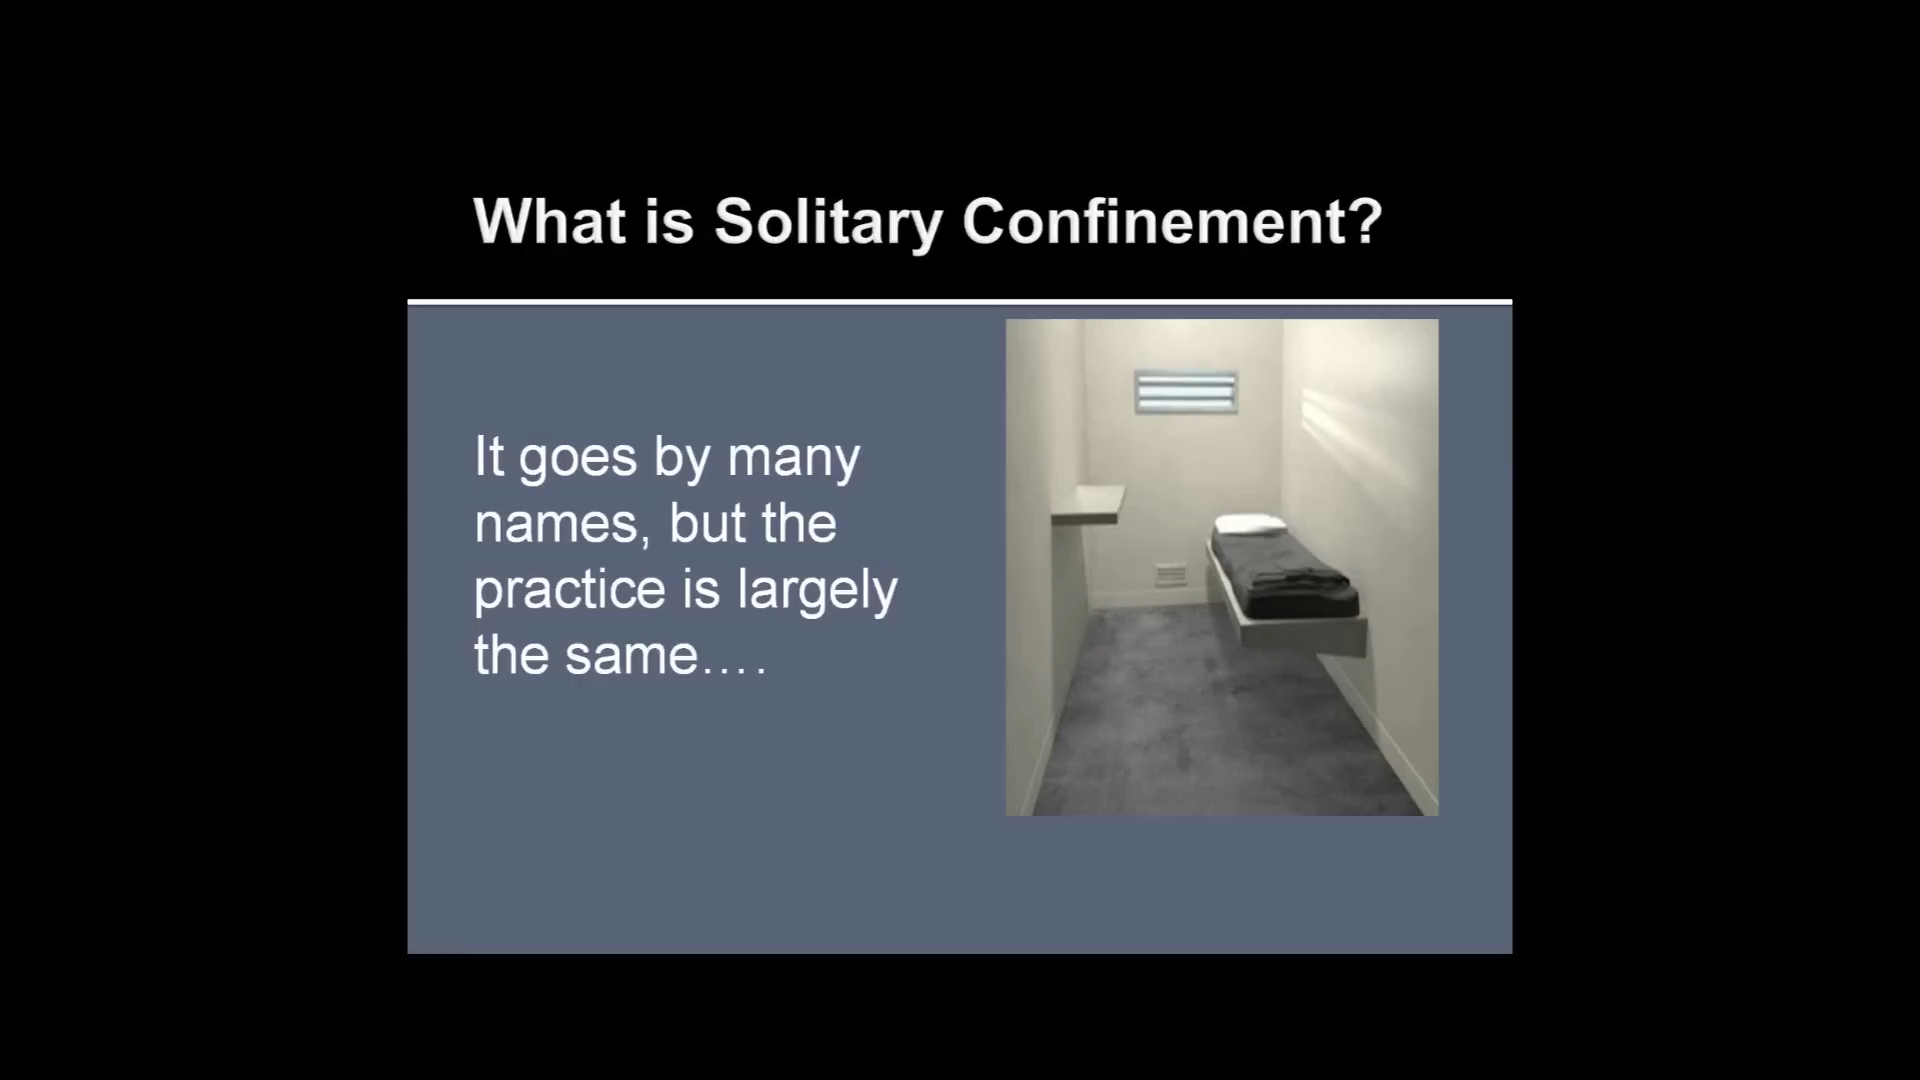 What is Solitary Confinement?
It goes by many
names, but the
practice is largely
the same….